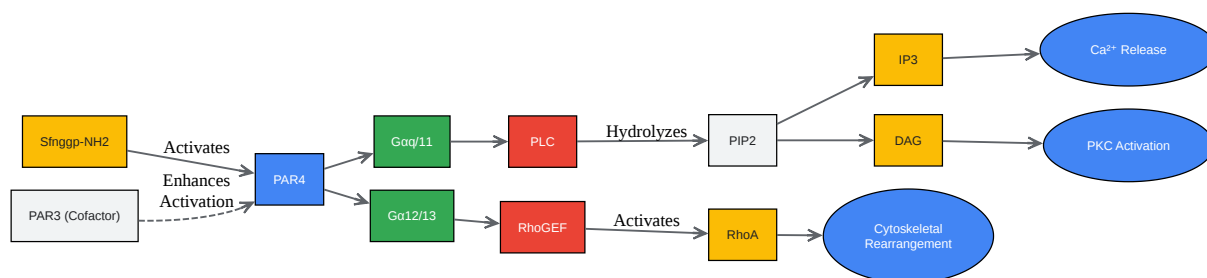 IP3
Ca²⁺ Release
Sfnggp-NH2
Activates
Gαq/11
PLC
Hydrolyzes
PIP2
DAG
PKC Activation
PAR3 (Cofactor)
Enhances
Activation
PAR4
Gα12/13
RhoGEF
Activates
RhoA
Cytoskeletal
Rearrangement